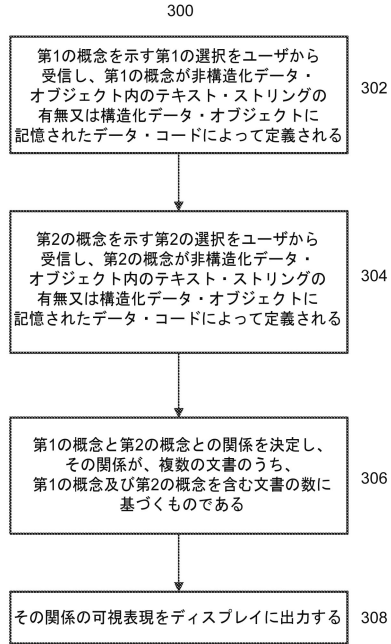 300
第1の概念を示す第1の選択をユーザから
受信し、第1の概念が非構造化データ・
オブジェクト内のテキスト・ストリングの
有無又は構造化データ・オブジェクトに
記憶されたデータ・コードによって定義される
302
第2の概念を示す第2の選択をユーザから
受信し、第2の概念が非構造化データ・
オブジェクト内のテキスト・ストリングの
有無又は構造化データ・オブジェクトに
記憶されたデータ・コードによって定義される
304
第1の概念と第2の概念との関係を決定し、
その関係が、複数の文書のうち、
第1の概念及び第2の概念を含む文書の数に
基づくものである
306
その関係の可視表現をディスプレイに出力する
308